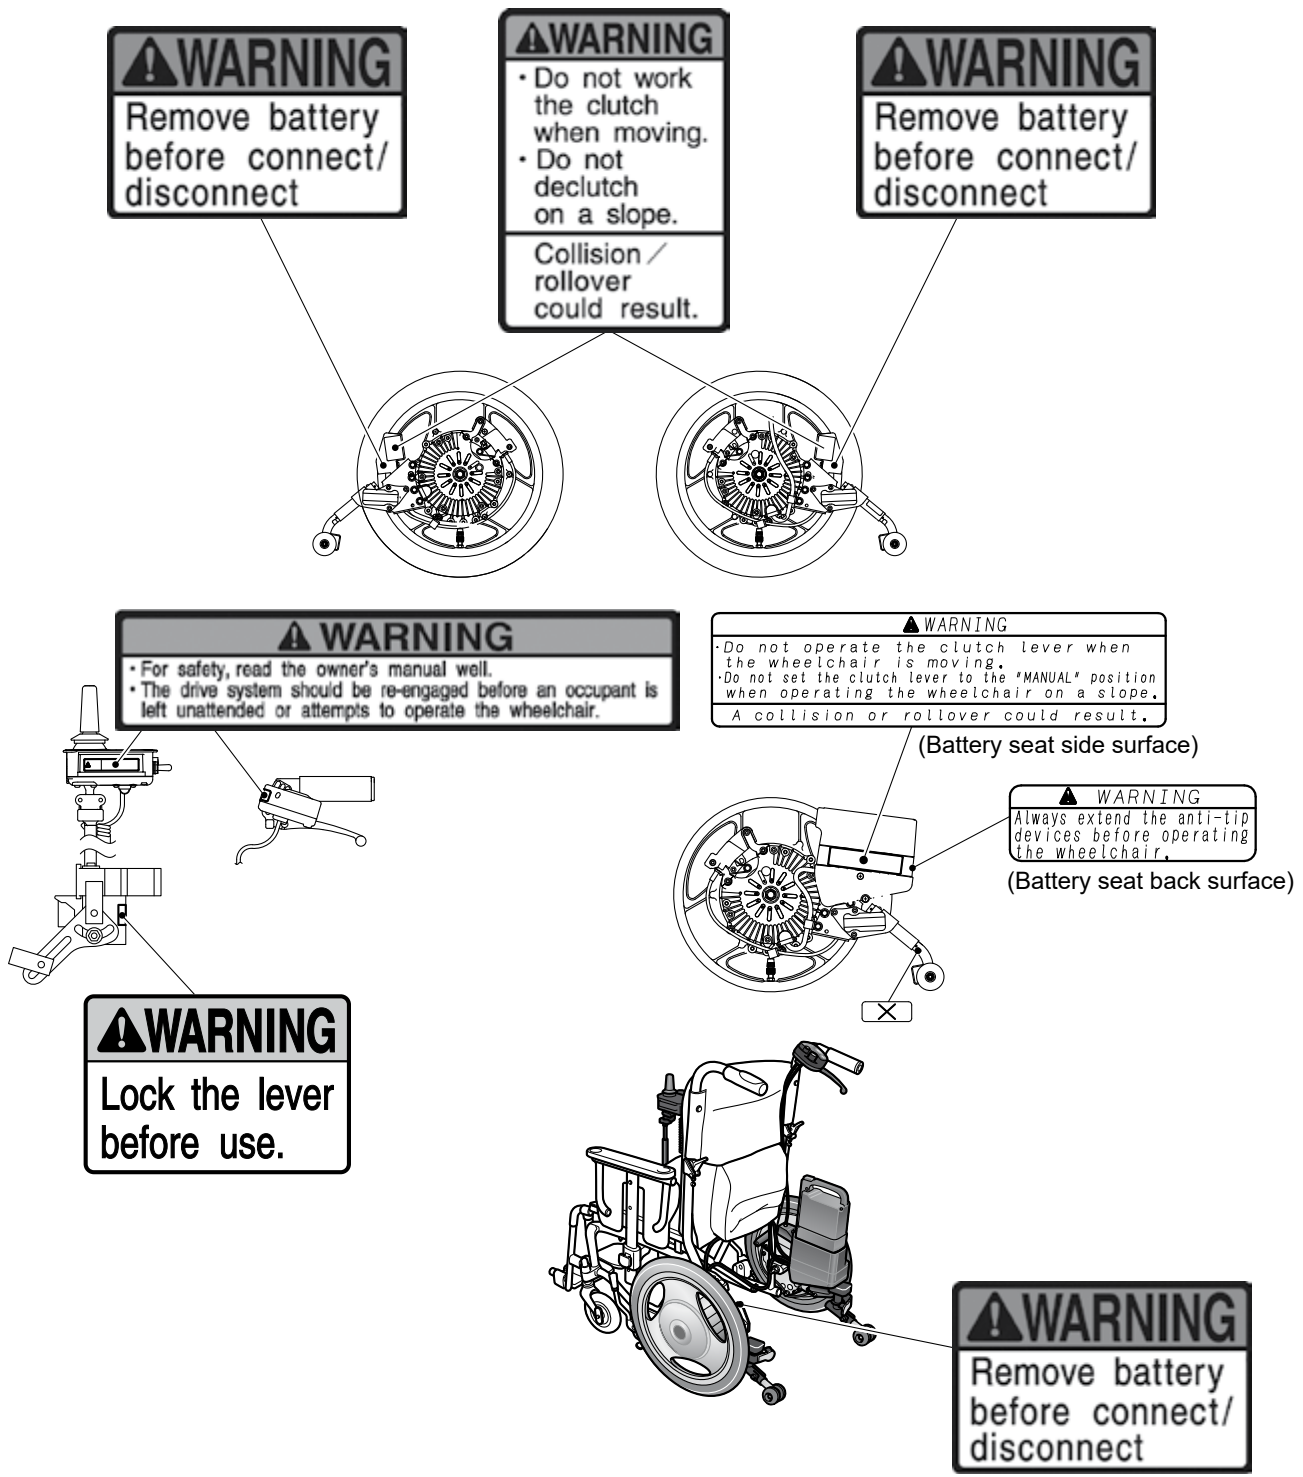 WARNING
Remove battery
before connect/
disconnect
WARNING
・Do not work
the clutch
when moving.
・Do not
declutch
on a slope.
Collision／
rollover
could result.
WARNING
Remove battery
before connect/
disconnect
WARNING
・For safety, read the owner's manual well.
・The drive system should be re-engaged before an occupant is
left unattended or attempts to operate the wheelchair.
WARNING
·Do not operate the clutch lever when
the wheelchair is moving.
·Do not set the clutch lever to the "MANUAL" position
when operating the wheelchair on a slope.
A collision or rollover could result.
(Battery seat side surface)
WARNING
Always extend the anti-tip
devices before operating
the wheelchair.
(Battery seat back surface)
WARNING
Lock the lever
before use.
WARNING
Remove battery
before connect/
disconnect